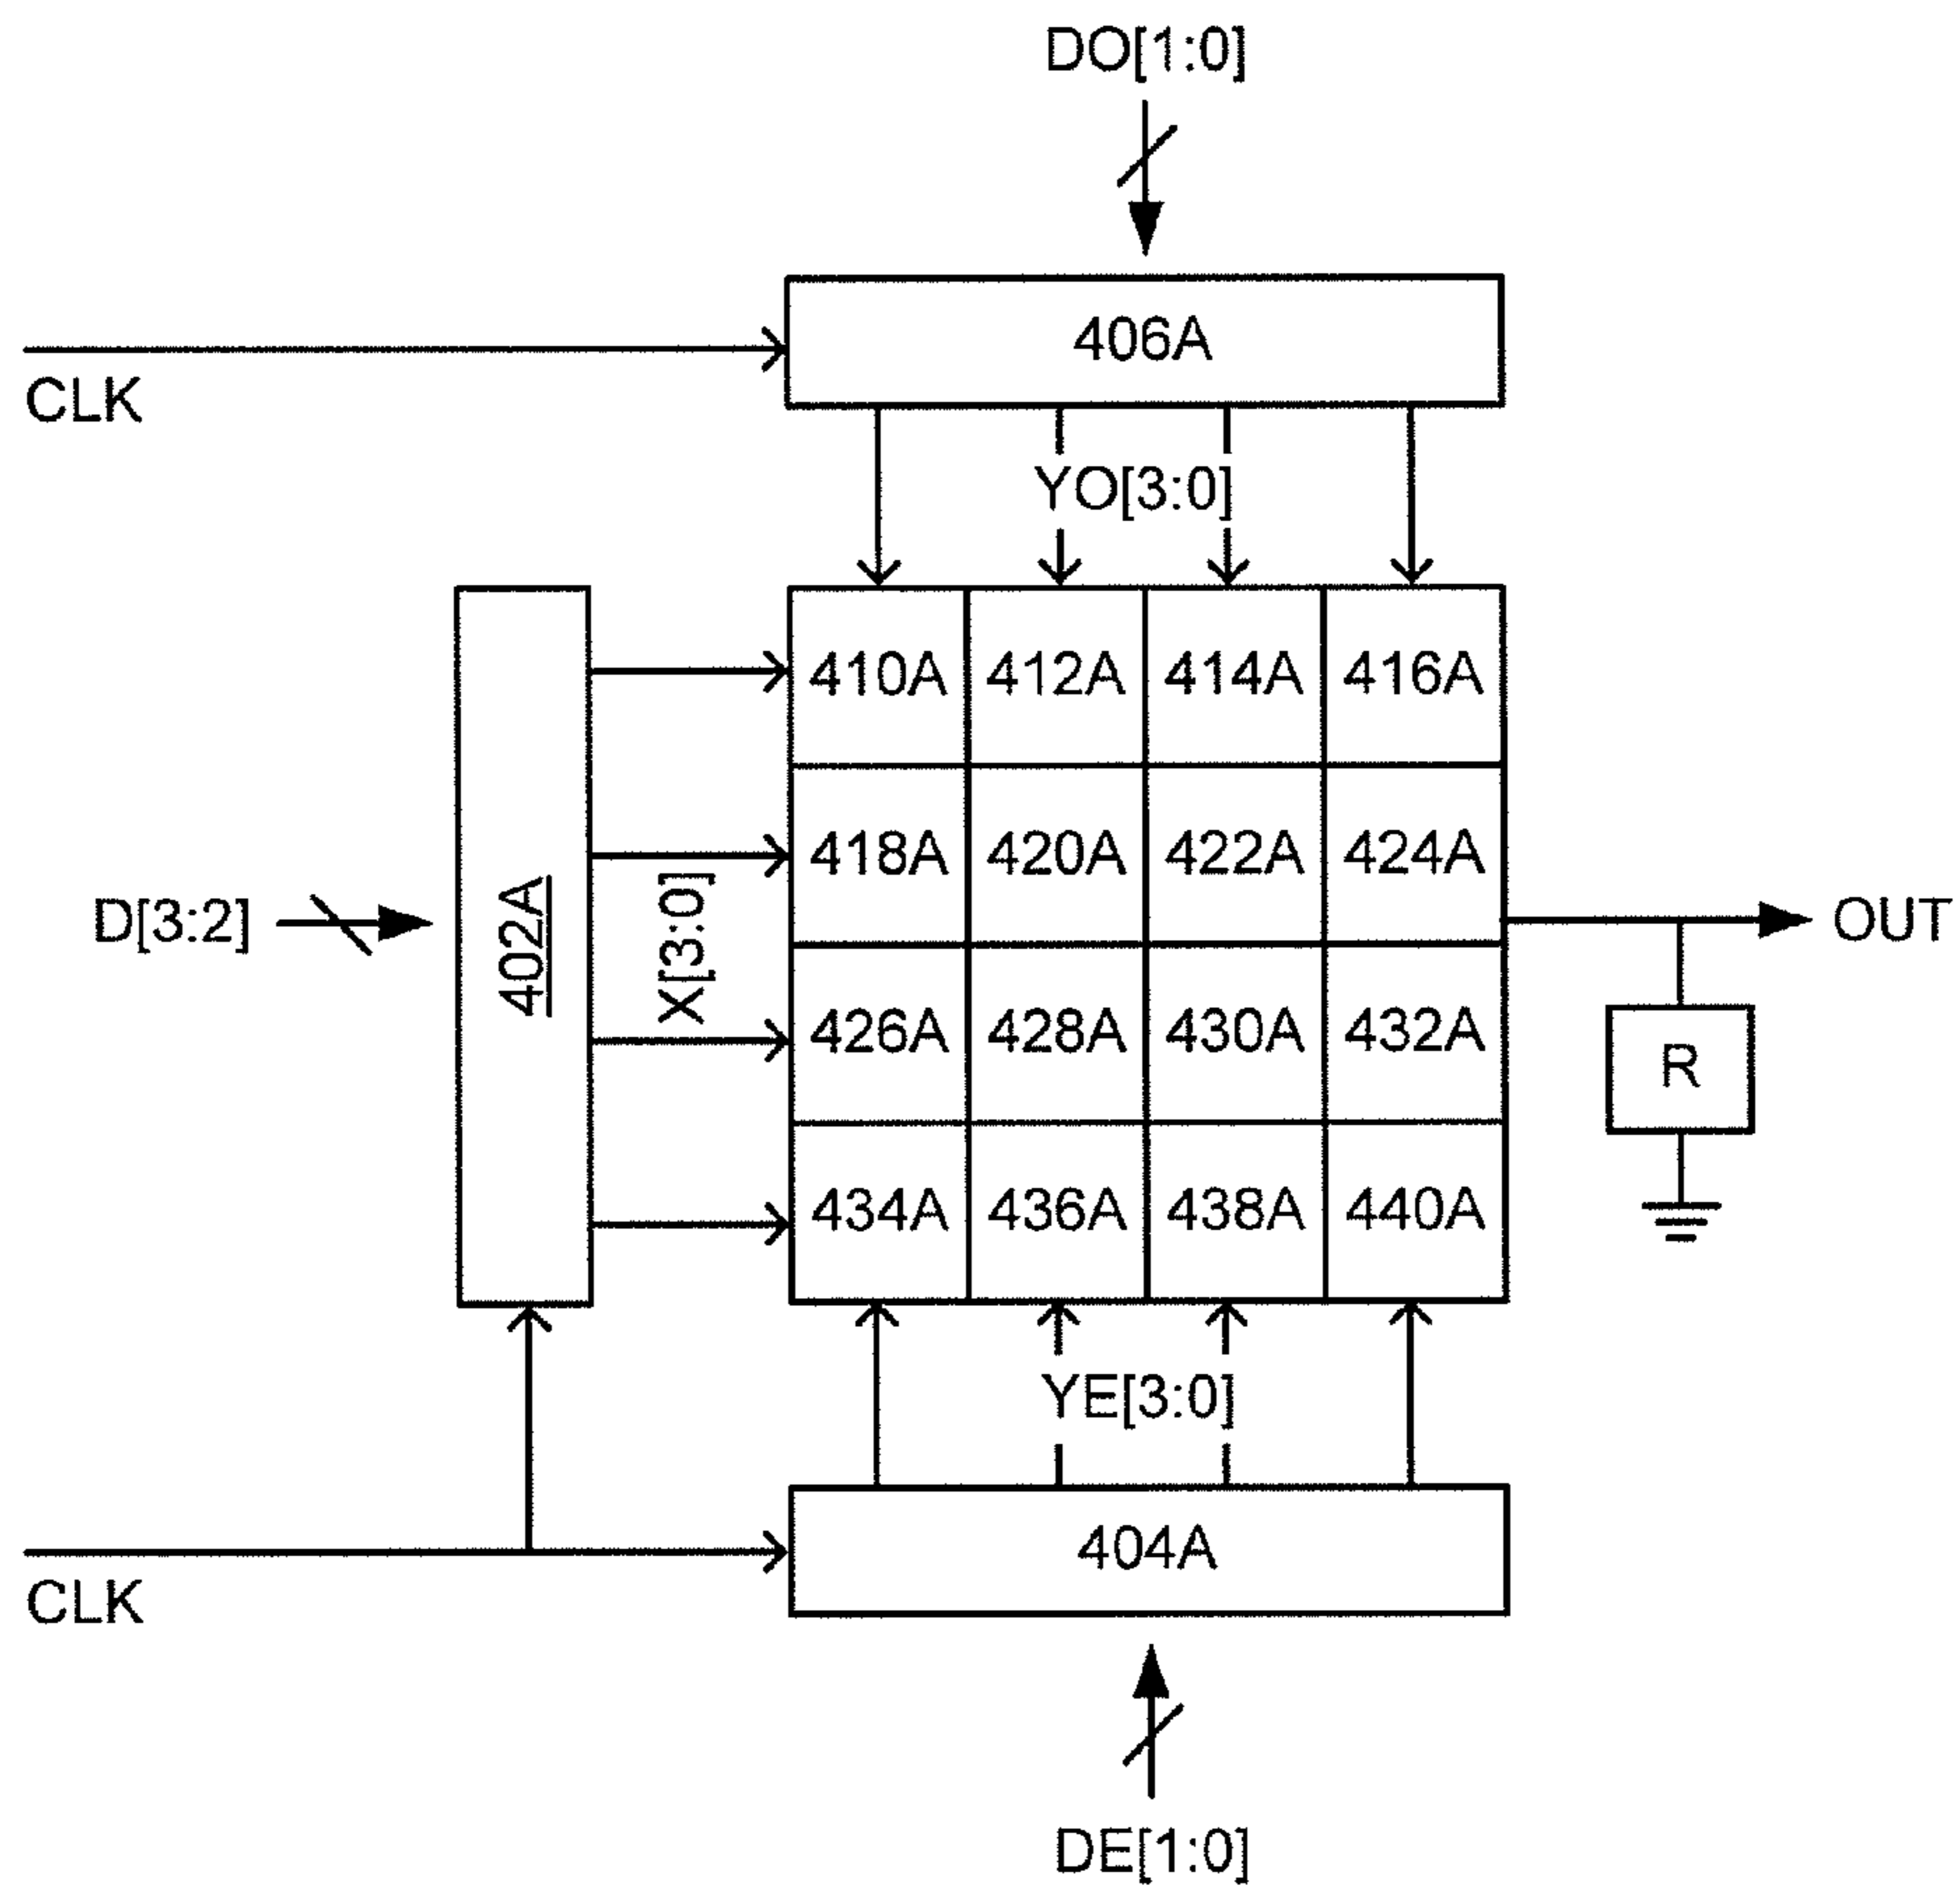 DO[1:0]
406A
CLK
YO[3:0]
410A 412A 414A 416A
418A 420A 422A 424A
D[3:2]
402A
X[3:0]
OUT
426A 428A 430A 432A
R
434A 436A 438A 440A
YE[3:0]
404A
CLK
DE[1:0]